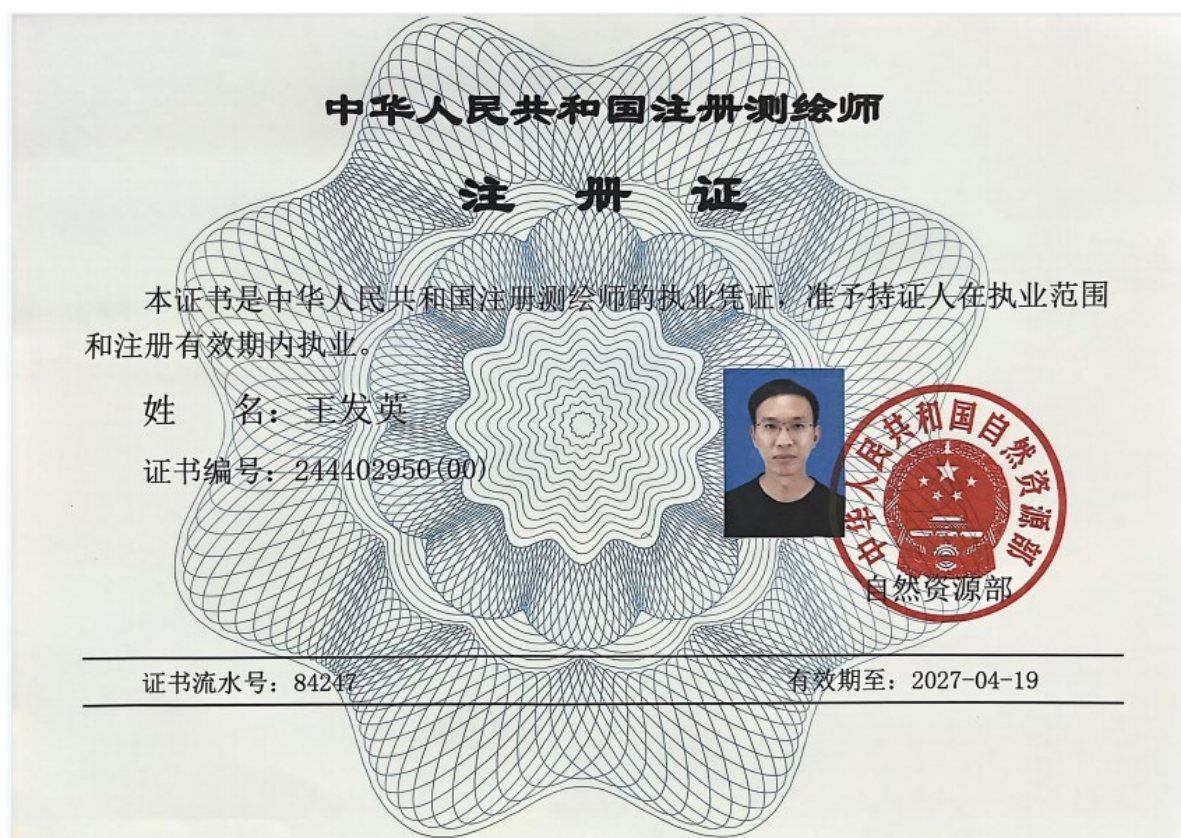 中华人民共和国注册测绘师
注 册 证
本证书是中华人民共和国注册测绘师的执业凭证,准予持证人在执业范围
和注册有效期内执业。
姓 名:王发英
证书编号:244402950(00)
中华人民共和国自然资源部
自然资源部
证书流水号:84247
有效期至:2027-04-19